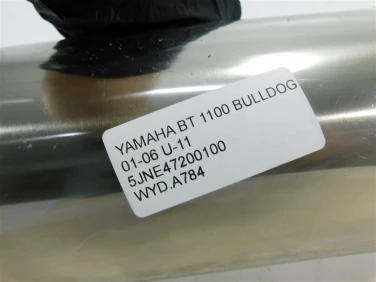 YAMAHA BT 1100 BULLDOG
01-06 U-11
5JNE47200100
WYD.A784